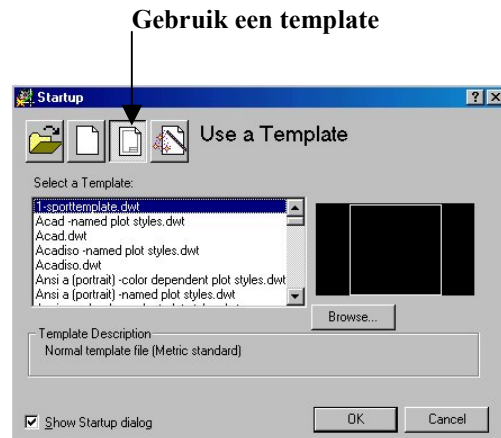 Gebruik een template
Startup
Use a Template
Select a Template:
1-sporttemplate.dwt
Acad -named plot styles.dwt
Acad.dwt
Acadiso -named plot styles.dwt
Acadiso.dwt
Ansi a (portrait) -color dependent plot styles.dwt
Ansi a (portrait) -named plot styles.dwt
Browse...
Template Description
Normal template file (Metric standard)
Show Startup dialog
OK
Cancel